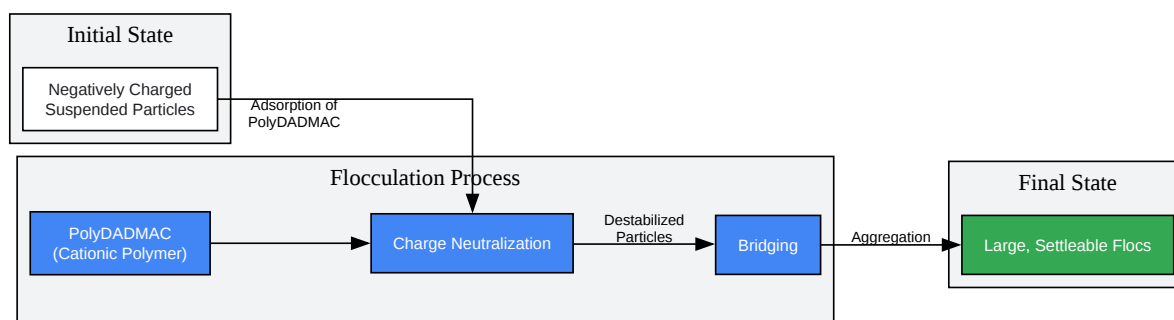 Initial State
Negatively Charged
Suspended Particles
Adsorption of
PolyDADMAC
Flocculation Process
PolyDADMAC
(Cationic Polymer)
Charge Neutralization
Destabilized
Particles
Bridging
Aggregation
Final State
Large, Settleable Flocs